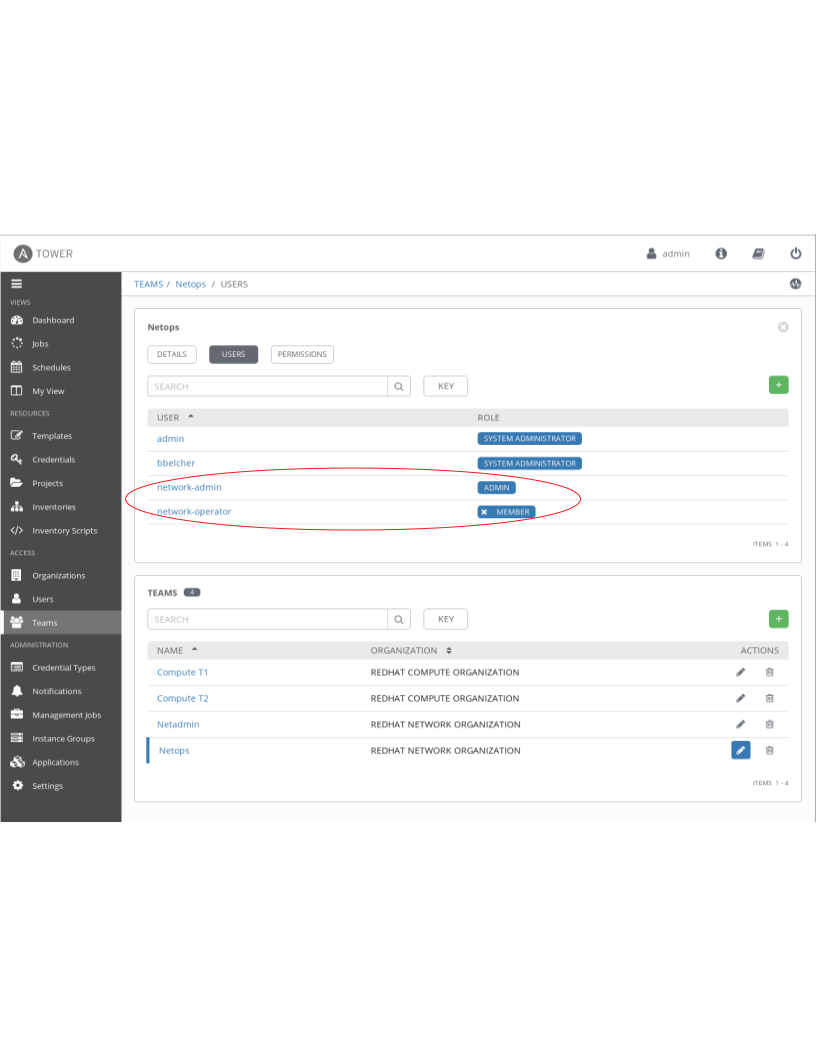 TOWER
admin
VIEWS
Dashboard
Jobs
Schedules
My View
RESOURCES
Templates
Credentials
Projects
Inventories
Inventory Scripts
ACCESS
Organizations
Users
Teams
ADMINISTRATION
Credential Types
Notifications
Management Jobs
Instance Groups
Applications
Settings
TEAMS / Netops / USERS
Netops
DETAILS USERS PERMISSIONS
SEARCH KEY +
USER ROLE
admin SYSTEM ADMINISTRATOR
bbelcher SYSTEM ADMINISTRATOR
network-admin ADMIN
network-operator MEMBER
ITEMS 1 - 4
TEAMS 4
SEARCH KEY +
NAME ORGANIZATION ACTIONS
Compute T1 REDHAT COMPUTE ORGANIZATION
Compute T2 REDHAT COMPUTE ORGANIZATION
Netadmin REDHAT NETWORK ORGANIZATION
Netops REDHAT NETWORK ORGANIZATION
ITEMS 1 - 4